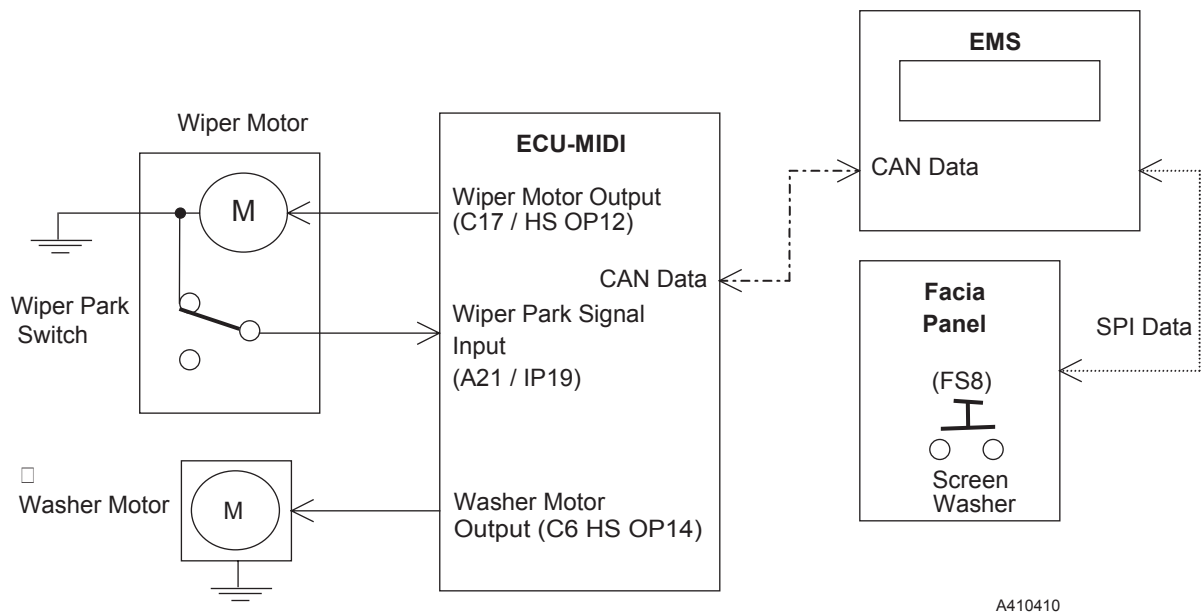 Wiper Motor
M
Wiper Park
Switch
Washer Motor
M
ECU-MIDI
Wiper Motor Output
(C17 / HS OP12)
CAN Data
Wiper Park Signal
Input
(A21 / IP19)
Washer Motor
Output (C6 HS OP14)
EMS
CAN Data
Facia
Panel
(FS8)
Screen
Washer
SPI Data
A410410